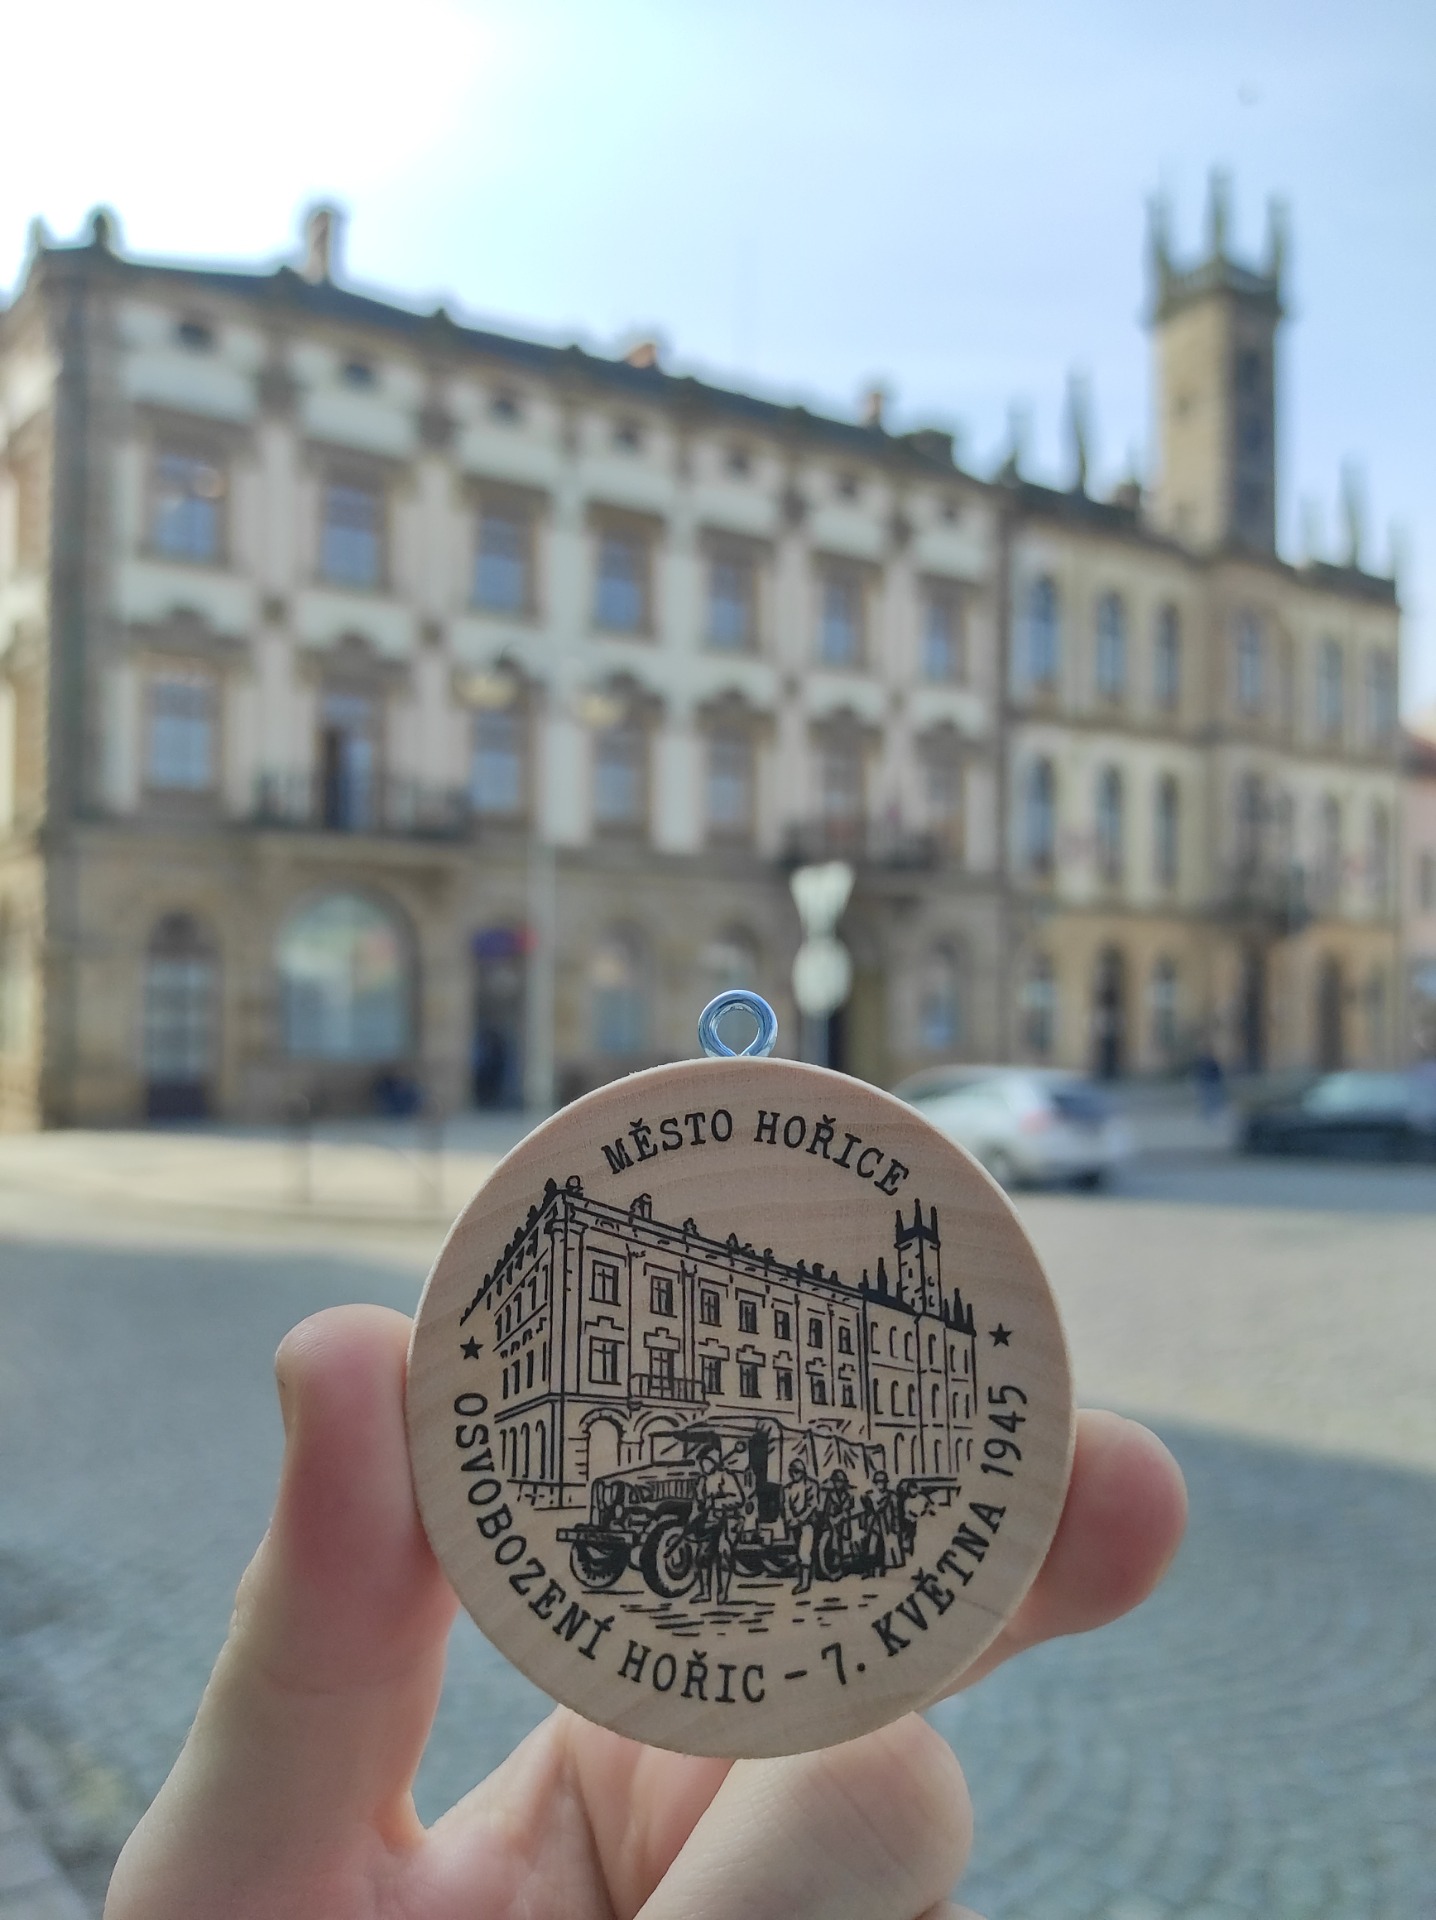 MĚSTO HOŘICE
OSVOBOZENÍ HOŘIC – 7. KVĚTNA 1945